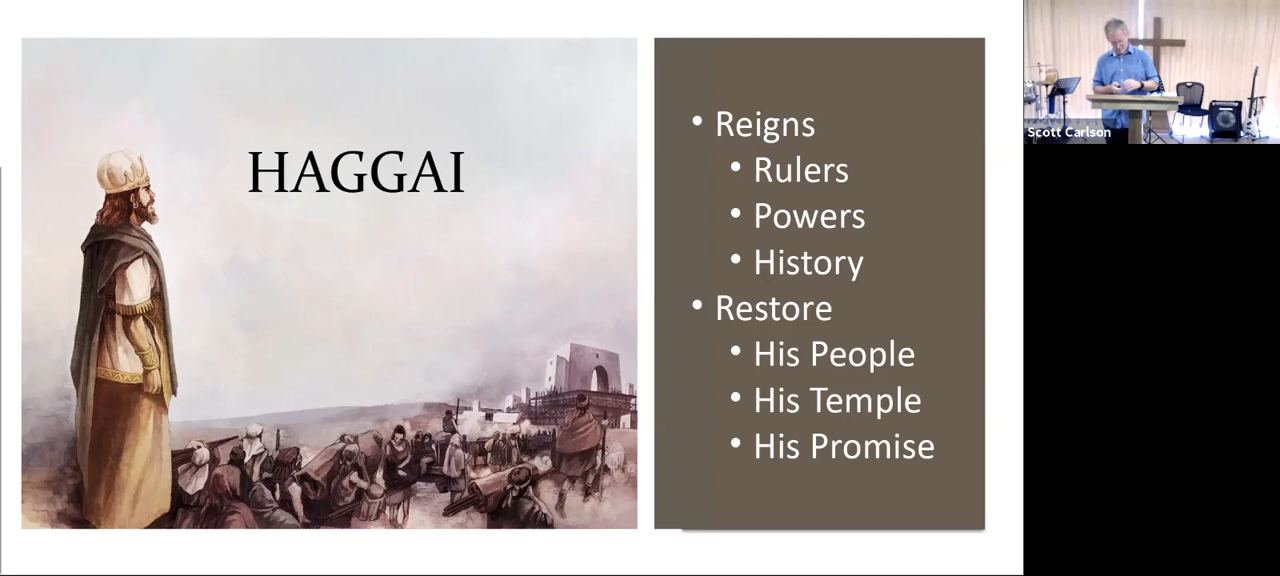 HAGGAI
• Reigns
• Rulers
• Powers
• History
• Restore
• His People
• His Temple
• His Promise
Scott Carlson